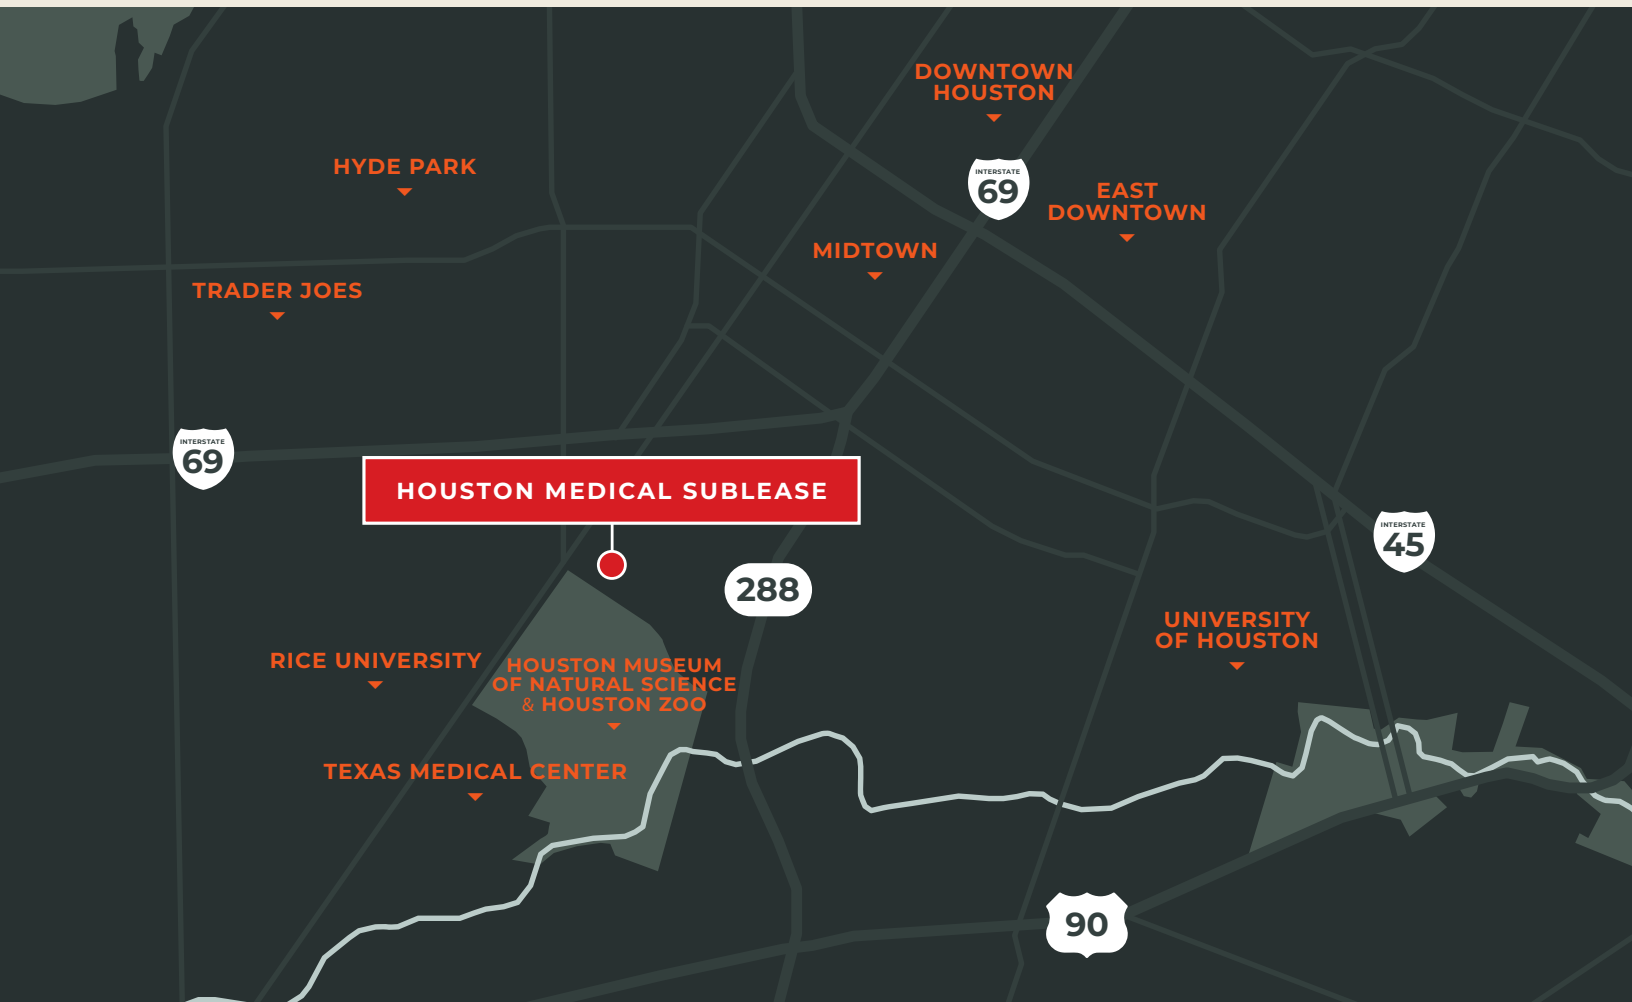 DOWNTOWN
HOUSTON
HYDE PARK
INTERSTATE
69
EAST
DOWNTOWN
MIDTOWN
TRADER JOES
INTERSTATE
69
HOUSTON MEDICAL SUBLEASE
INTERSTATE
45
288
UNIVERSITY
OF HOUSTON
RICE UNIVERSITY
HOUSTON MUSEUM
OF NATURAL SCIENCE
& HOUSTON ZOO
TEXAS MEDICAL CENTER
90